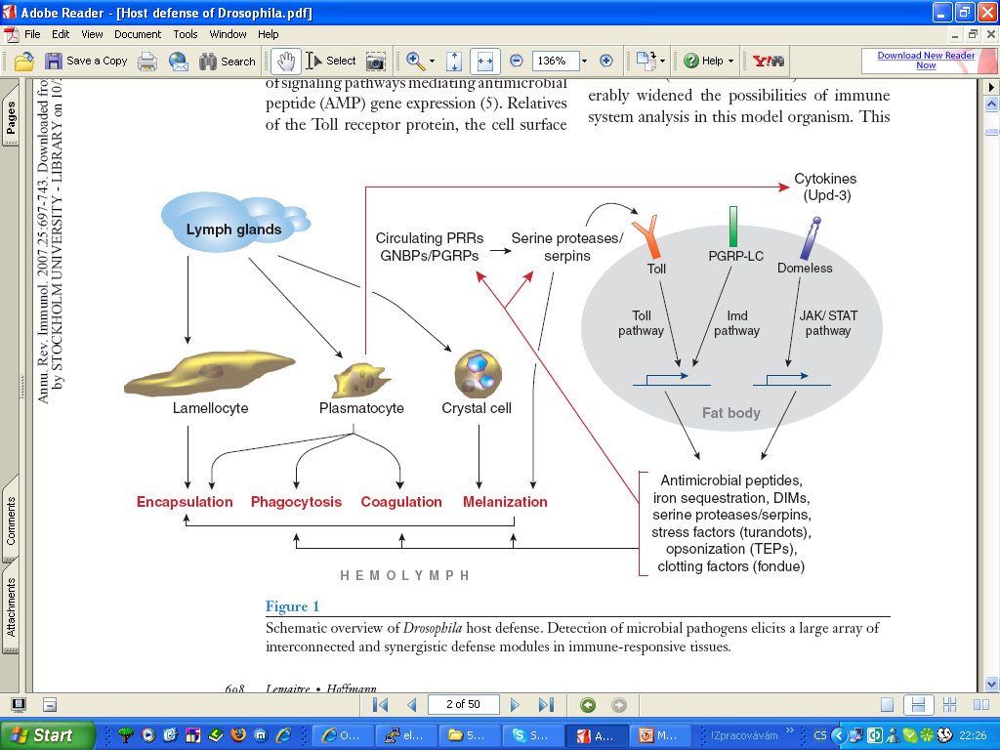 Adobe Reader - [Host defense of Drosophila.pdf]
File Edit View Document Tools Window Help
Save a Copy Search Select 136% Help Y! Download New Reader Now
Pages
Comments
Attachments
Annu. Rev. Immunol. 2007.25:697-743. Downloaded from
by STOCKHOLM UNIVERSITY - LIBRARY on 10/
of signaling pathways mediating antimicrobial
peptide (AMP) gene expression (5). Relatives
of the Toll receptor protein, the cell surface
erably widened the possibilities of immune
system analysis in this model organism. This
Cytokines
(Upd-3)
Lymph glands
Circulating PRRs
GNBPs/PGRPs
Serine proteases/
serpins
Toll
PGRP-LC
Domeless
Toll
pathway
Imd
pathway
JAK/STAT
pathway
Fat body
Lamellocyte
Plasmatocyte
Crystal cell
Encapsulation
Phagocytosis
Coagulation
Melanization
Antimicrobial peptides,
iron sequestration, DIMs,
serine proteases/serpins,
stress factors (turandots),
opsonization (TEPs),
clotting factors (fondue)
HEMOLYMPH
Figure 1
Schematic overview of Drosophila host defense. Detection of microbial pathogens elicits a large array of
interconnected and synergistic defense modules in immune-responsive tissues.
698 Lemaitre • Hoffmann
2 of 50
Start O... el... 5... S... A... M... !Zpracovávám » CS 22:26